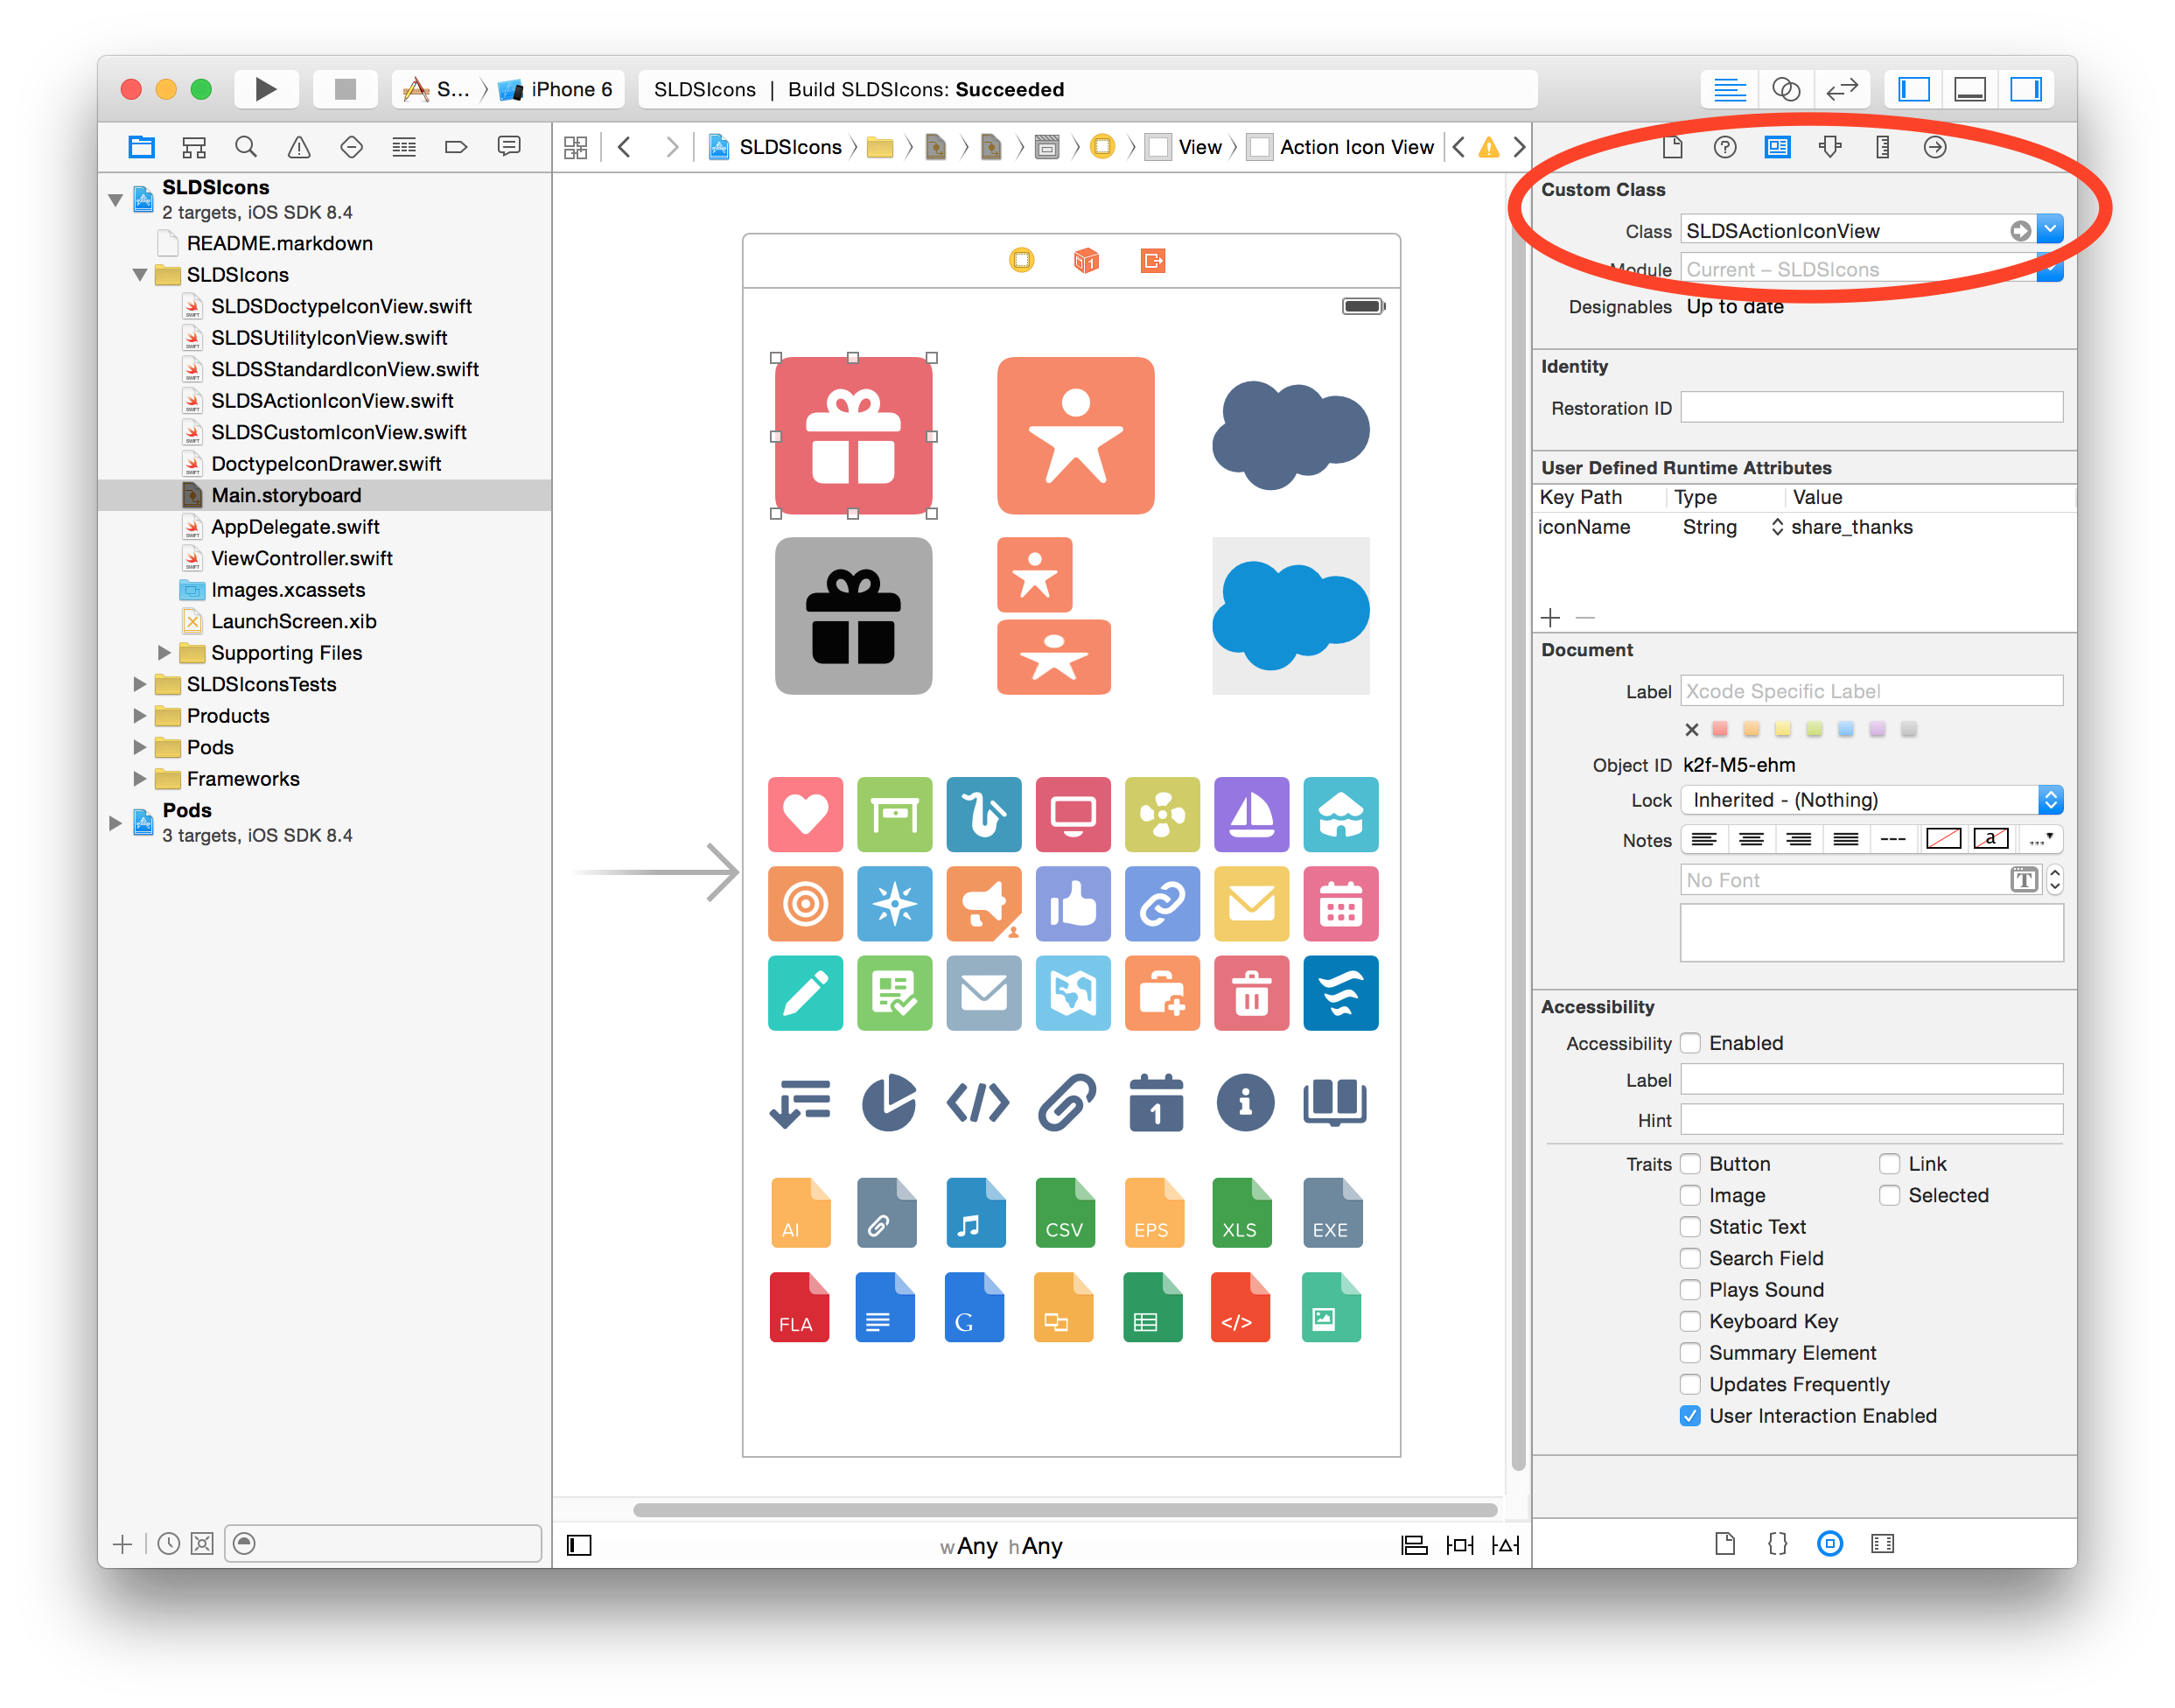 S... iPhone 6 SLDSIcons | Build SLDSIcons: Succeeded
SLDSIcons View Action Icon View
SLDSIcons
2 targets, iOS SDK 8.4
README.markdown
SLDSIcons
SLDSDoctypeIconView.swift
SLDSUtilityIconView.swift
SLDSStandardIconView.swift
SLDSActionIconView.swift
SLDSCustomIconView.swift
DoctypeIconDrawer.swift
Main.storyboard
AppDelegate.swift
ViewController.swift
Images.xcassets
LaunchScreen.xib
Supporting Files
SLDSIconsTests
Products
Pods
Frameworks
Pods
3 targets, iOS SDK 8.4
1
AI CSV EPS XLS EXE
FLA G </>
wAny hAny
Custom Class
Class SLDSActionIconView
Module Current – SLDSIcons
Designables Up to date
Identity
Restoration ID
User Defined Runtime Attributes
Key Path Type Value
iconName String share_thanks
Document
Label Xcode Specific Label
Object ID k2f-M5-ehm
Lock Inherited - (Nothing)
Notes --- a ...
No Font T
Accessibility
Accessibility Enabled
Label
Hint
Traits Button Link
Image Selected
Static Text
Search Field
Plays Sound
Keyboard Key
Summary Element
Updates Frequently
User Interaction Enabled